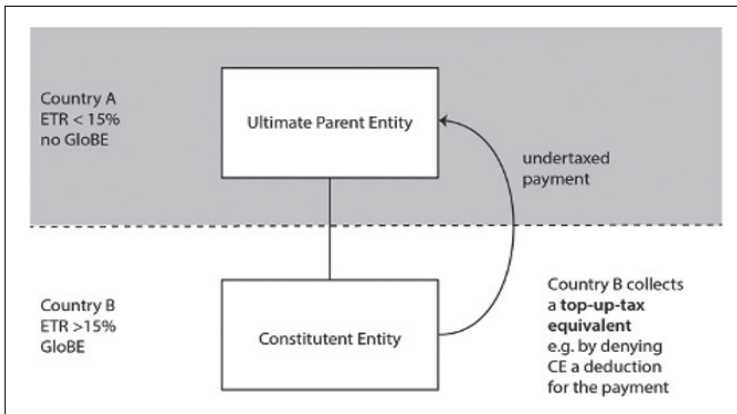 Country A
ETR < 15%
no GloBE
Ultimate Parent Entity
undertaxed
payment
Country B
ETR >15%
GloBE
Constitutent Entity
Country B collects
a top-up-tax
equivalent
e.g. by denying
CE a deduction
for the payment